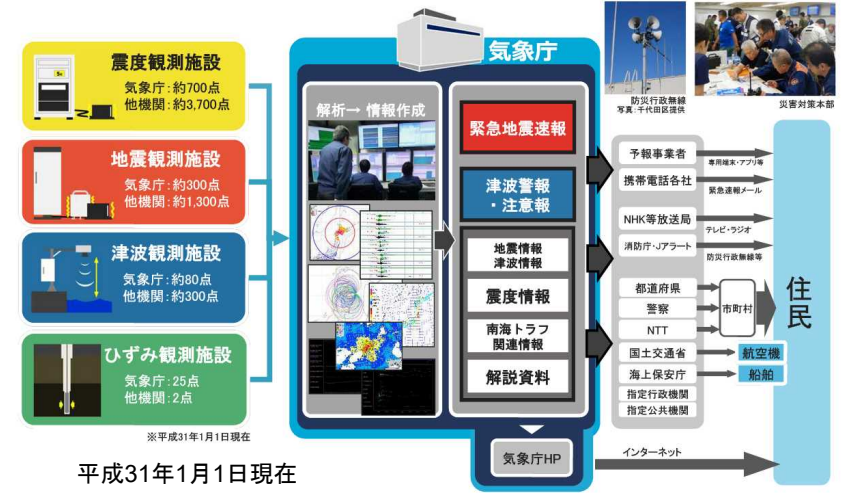 震度観測施設
気象庁:約700点
他機関:約3,700点
地震観測施設
気象庁:約300点
他機関:約1,300点
津波観測施設
気象庁:約80点
他機関:約300点
ひずみ観測施設
気象庁:25点
他機関:2点
※平成31年1月1日現在
平成31年1月1日現在
気象庁
解析→情報作成
緊急地震速報
津波警報
・注意報
地震情報
津波情報
震度情報
南海トラフ
関連情報
解説資料
気象庁HP
防災行政無線
写真:千代田区提供
災害対策本部
予報事業者
専用端末・アプリ等
携帯電話各社
緊急速報メール
NHK等放送局
テレビ・ラジオ
消防庁・Jアラート
防災行政無線等
都道府県
警察
NTT
市町村
国土交通省
航空機
海上保安庁
船舶
指定行政機関
指定公共機関
インターネット
住民